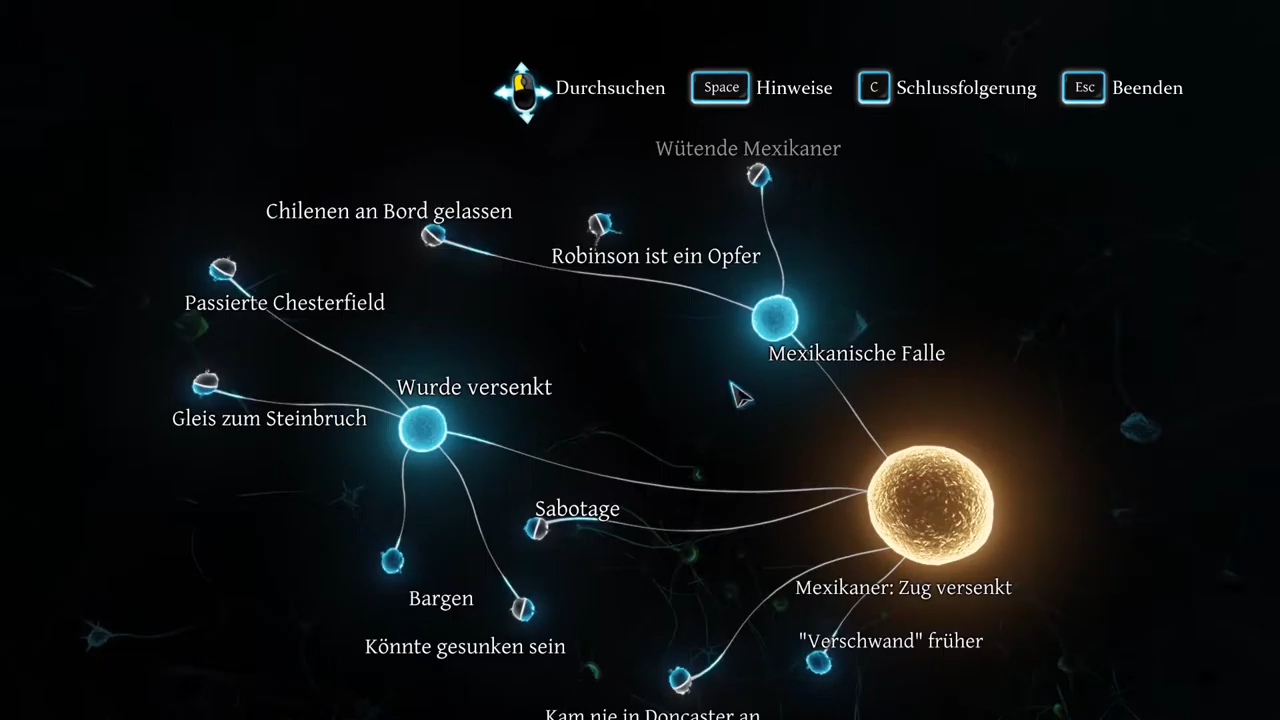 Durchsuchen
Space
Hinweise
C
Schlussfolgerung
Esc
Beenden
Wütende Mexikaner
Chilenen an Bord gelassen
Robinson ist ein Opfer
Passierte Chesterfield
Mexikanische Falle
Wurde versenkt
Gleis zum Steinbruch
Sabotage
Mexikaner: Zug versenkt
Bargen
"Verschwand" früher
Könnte gesunken sein
Kam nie in Doncaster an